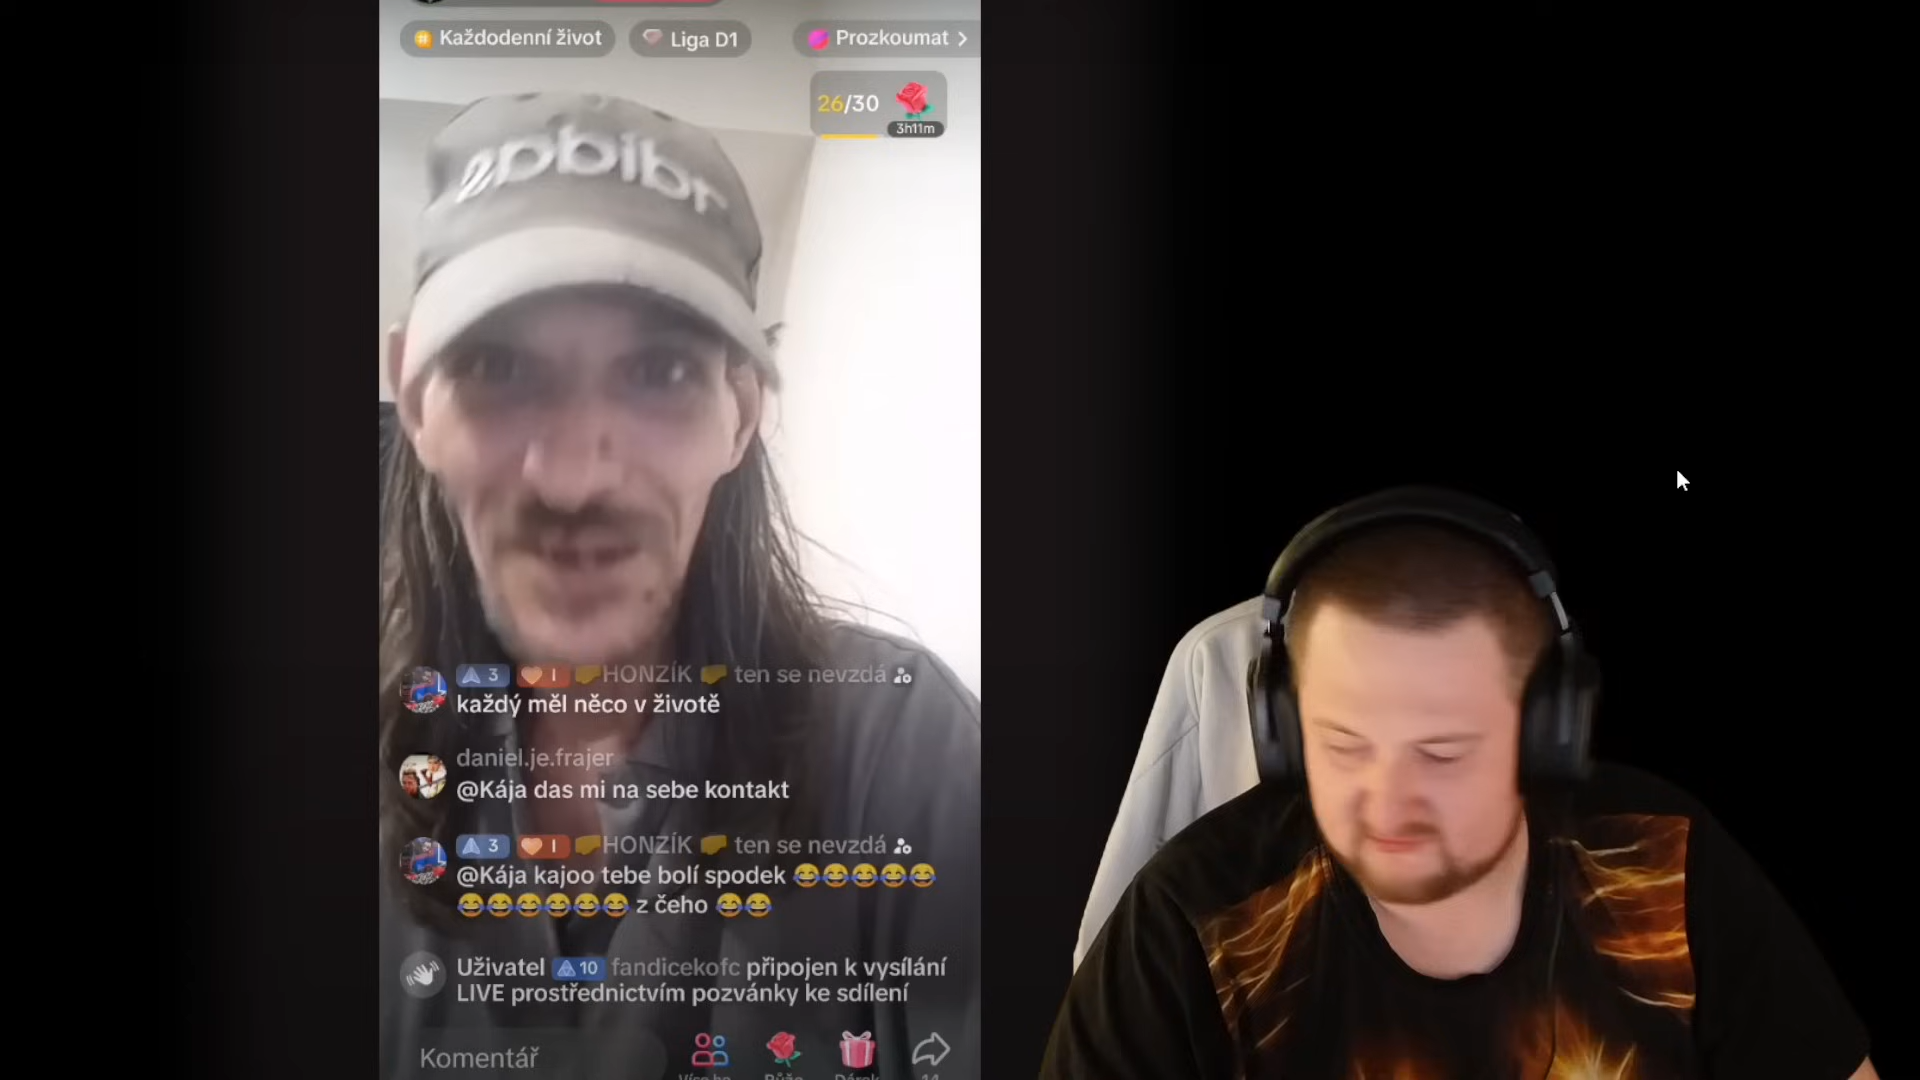 Každodenní život
Liga D1
Prozkoumat
26/30
3h11m
3 1 HONZÍK ten se nevzdá
každý měl něco v životě
daniel.je.frajer
@Kája das mi na sebe kontakt
3 1 HONZÍK ten se nevzdá
@Kája kajoo tebe bolí spodek 😂😂😂😂😂
😂😂😂😂😂😂 z čeho 😂😂
Uživatel 10 fandicekofc připojen k vysílání
LIVE prostřednictvím pozvánky ke sdílení
Komentář